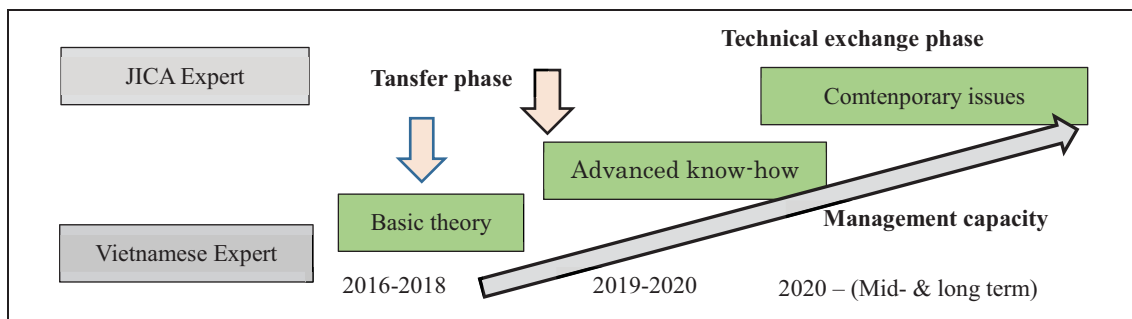 Technical exchange phase
JICA Expert
Tansfer phase
Comtenporary issues
Advanced know-how
Basic theory
Management capacity
Vietnamese Expert
2016-2018
2019-2020
2020 – (Mid- & long term)